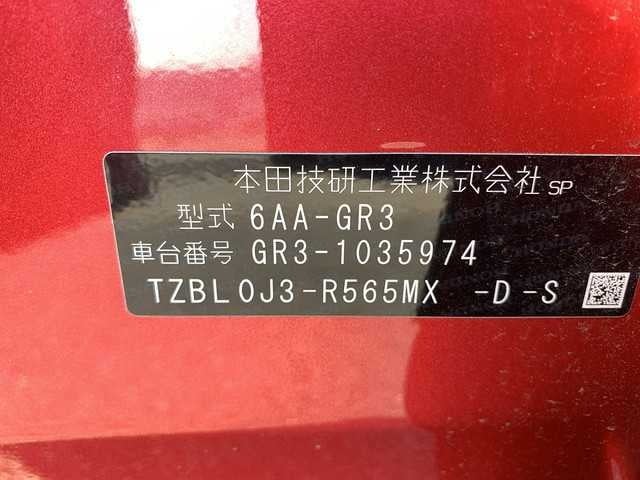 本田技研工業株式会社 SP
型式 6AA-GR3
車台番号 GR3-1035974
TZBL0J3-R565MX -D-S